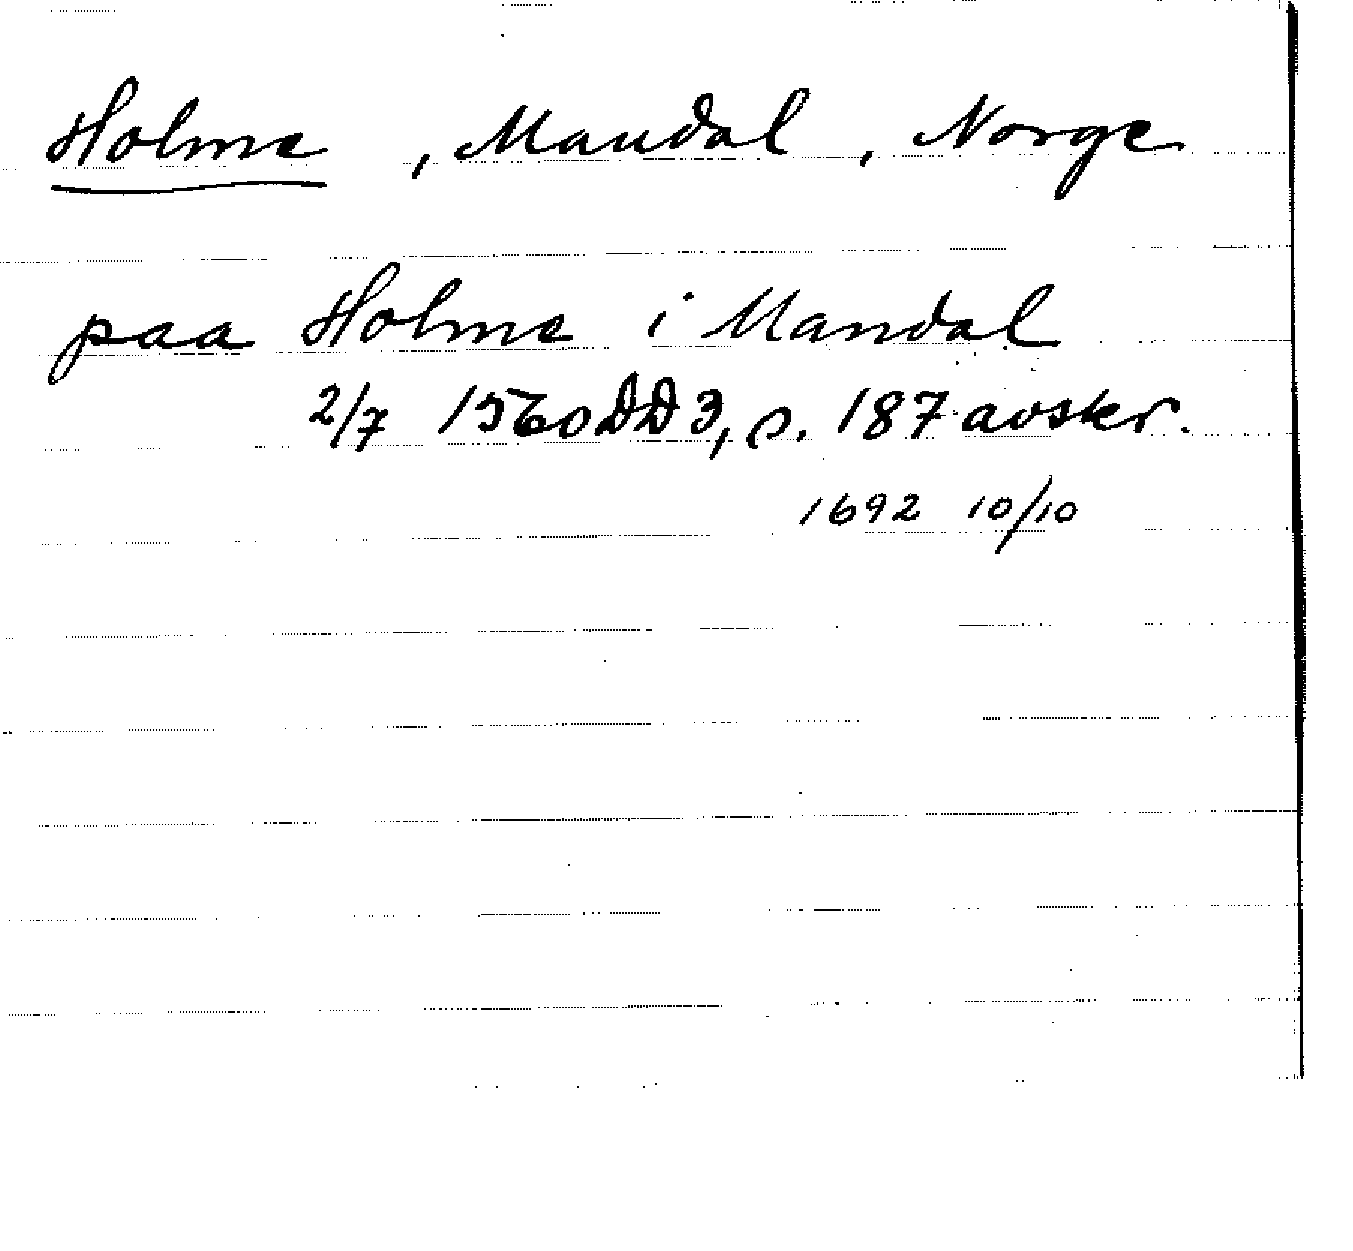 Holme, Mandal, Norge
paa Holme i Mandal
2/7 1560 DD 3, s. 187 avskr.
1692 10/10